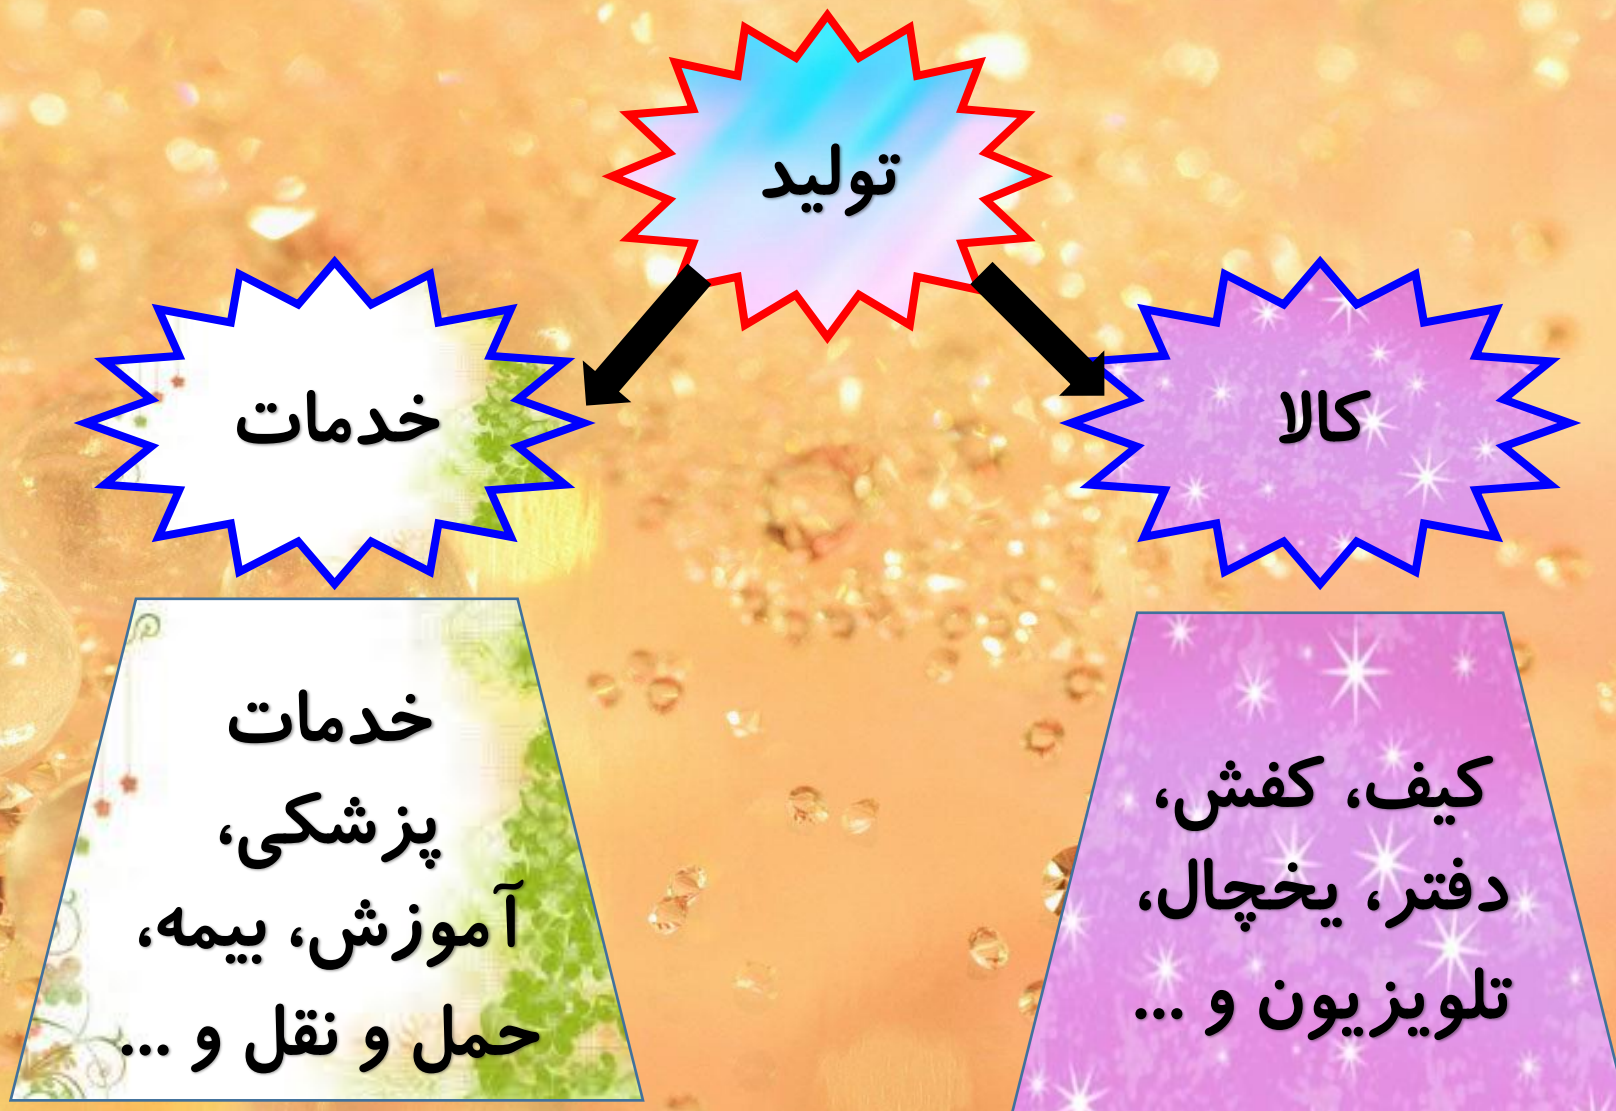 تولید
کالا
خدمات
کیف، کفش،
دفتر، یخچال،
تلویزیون و ...
خدمات
پزشکی،
آموزش، بیمه،
حمل و نقل و ...